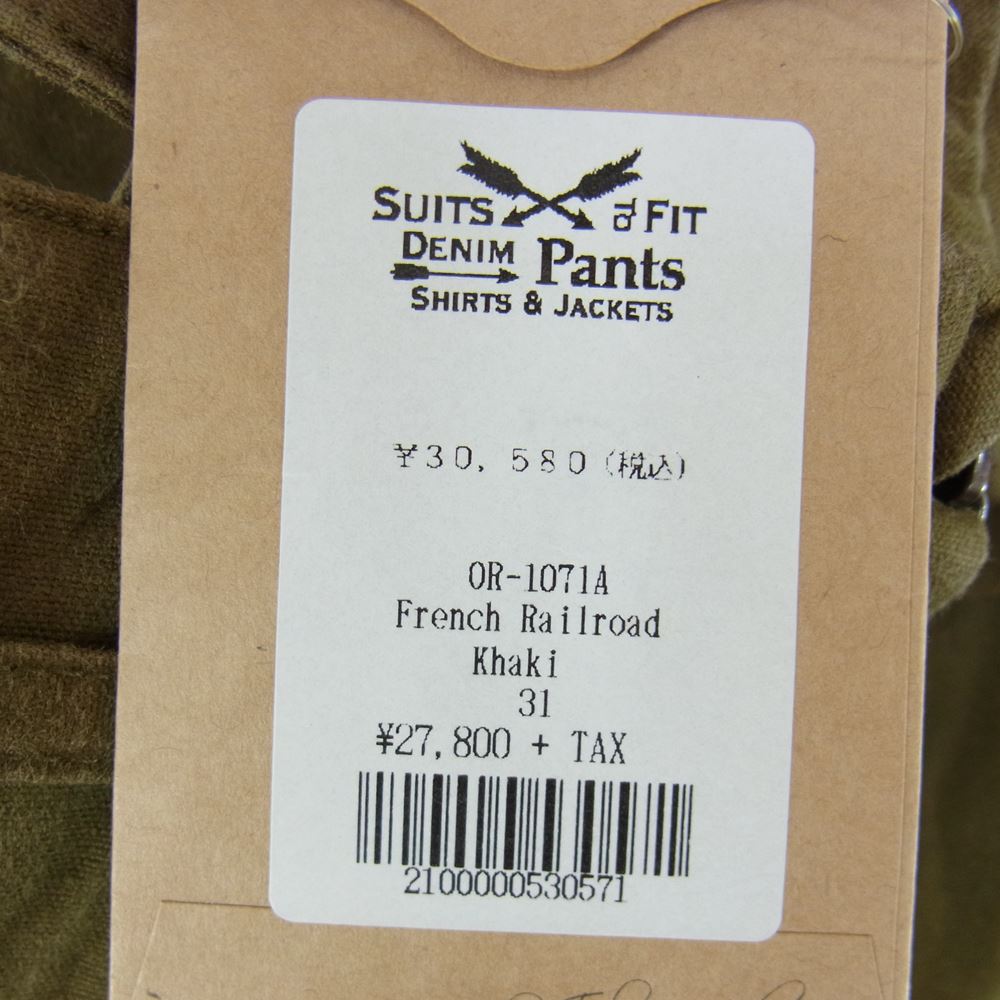 SUITS to FIT
DENIM Pants
SHIRTS & JACKETS
¥30,580(税込)
OR-1071A
French Railroad
Khaki
31
¥27,800 + TAX
2100000530571